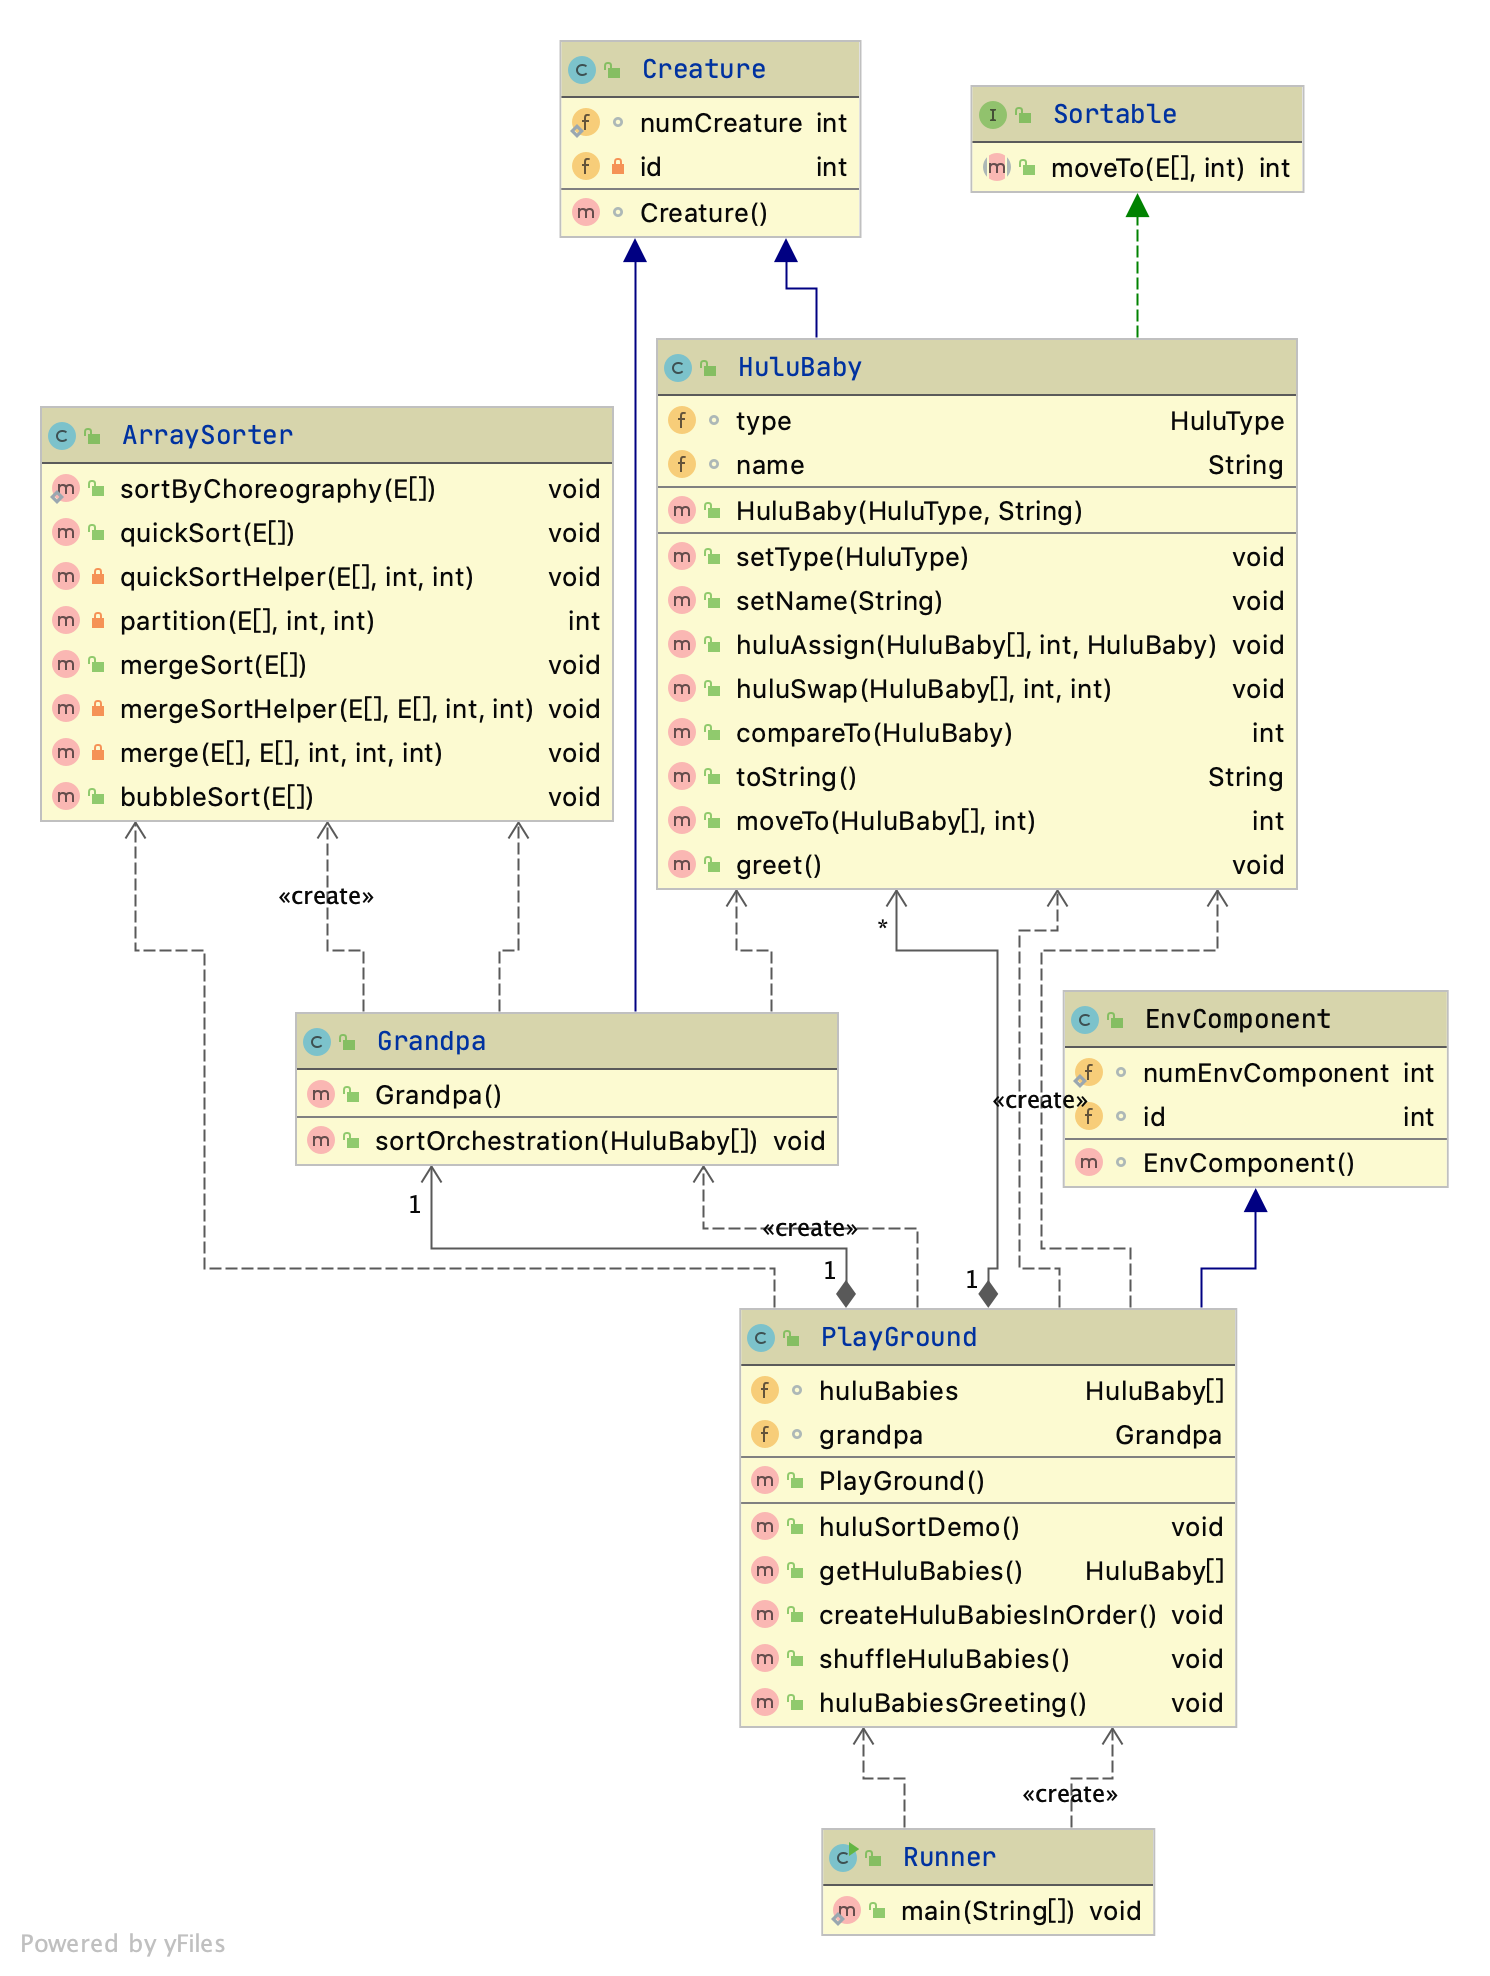 Creature
numCreature int
id int
Creature()
Sortable
moveTo(E[], int) int
HuluBaby
type HuluType
name String
HuluBaby(HuluType, String)
setType(HuluType) void
setName(String) void
huluAssign(HuluBaby[], int, HuluBaby) void
huluSwap(HuluBaby[], int, int) void
compareTo(HuluBaby) int
toString() String
moveTo(HuluBaby[], int) int
greet() void
ArraySorter
sortByChoreography(E[]) void
quickSort(E[]) void
quickSortHelper(E[], int, int) void
partition(E[], int, int) int
mergeSort(E[]) void
mergeSortHelper(E[], E[], int, int) void
merge(E[], E[], int, int, int) void
bubbleSort(E[]) void
«create»
*
Grandpa
Grandpa()
sortOrchestration(HuluBaby[]) void
EnvComponent
numEnvComponent int
id int
EnvComponent()
«create»
1
«create»
1
1
PlayGround
huluBabies HuluBaby[]
grandpa Grandpa
PlayGround()
huluSortDemo() void
getHuluBabies() HuluBaby[]
createHuluBabiesInOrder() void
shuffleHuluBabies() void
huluBabiesGreeting() void
«create»
Runner
main(String[]) void
Powered by yFiles